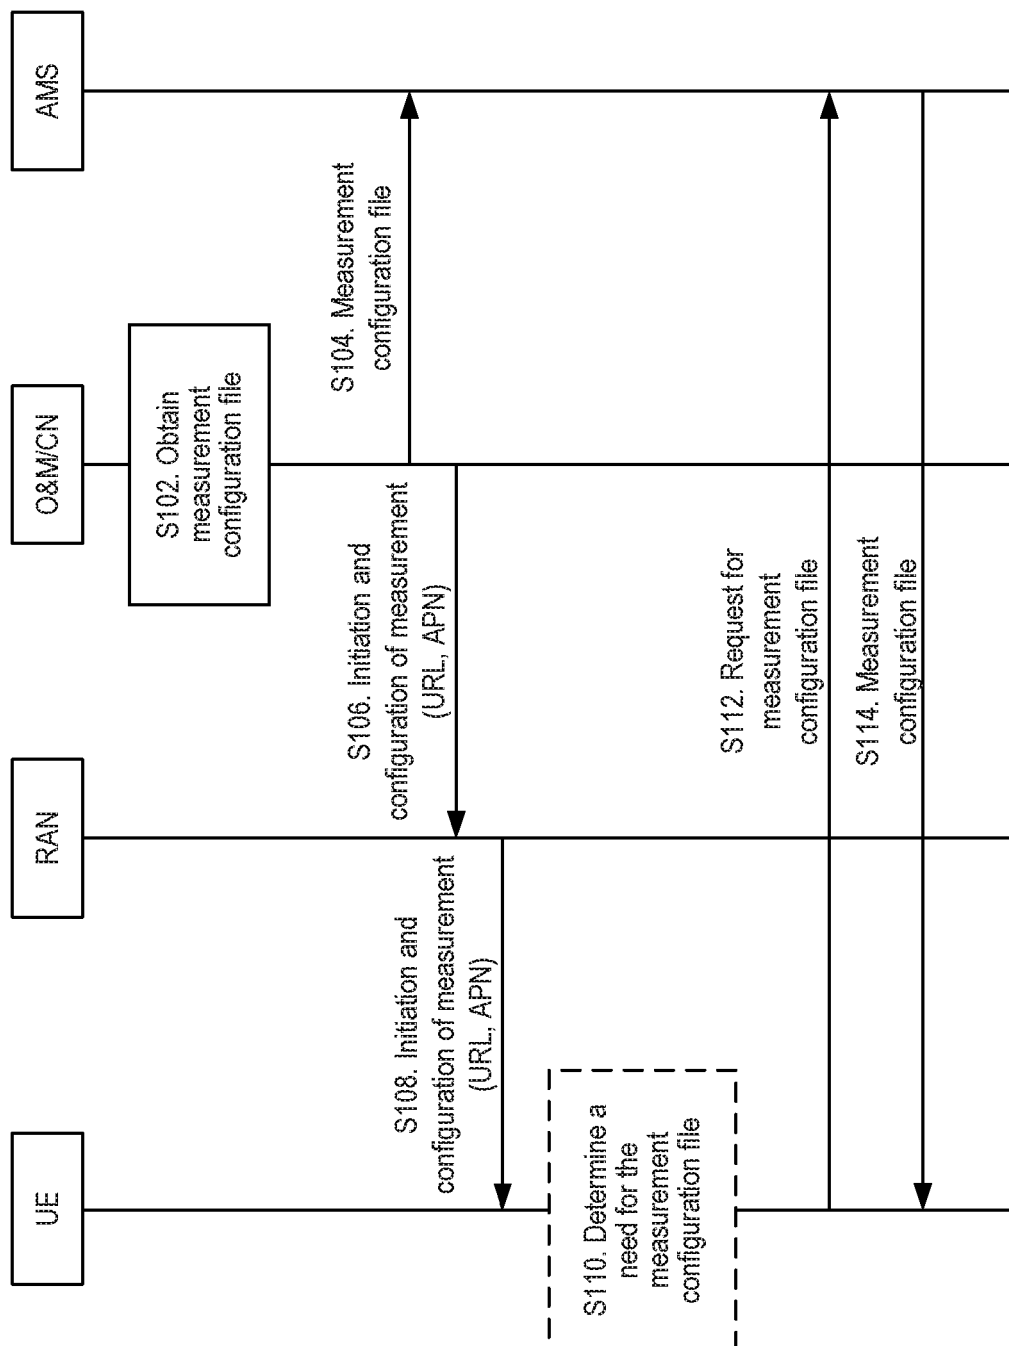 UE
RAN
O&M/CN
AMS
S102. Obtain
measurement
configuration file
S104. Measurement
configuration file
S106. Initiation and
configuration of measurement
(URL, APN)
S108. Initiation and
configuration of measurement
(URL, APN)
S110. Determine a
need for the
measurement
configuration file
S112. Request for
measurement
configuration file
S114. Measurement
configuration file